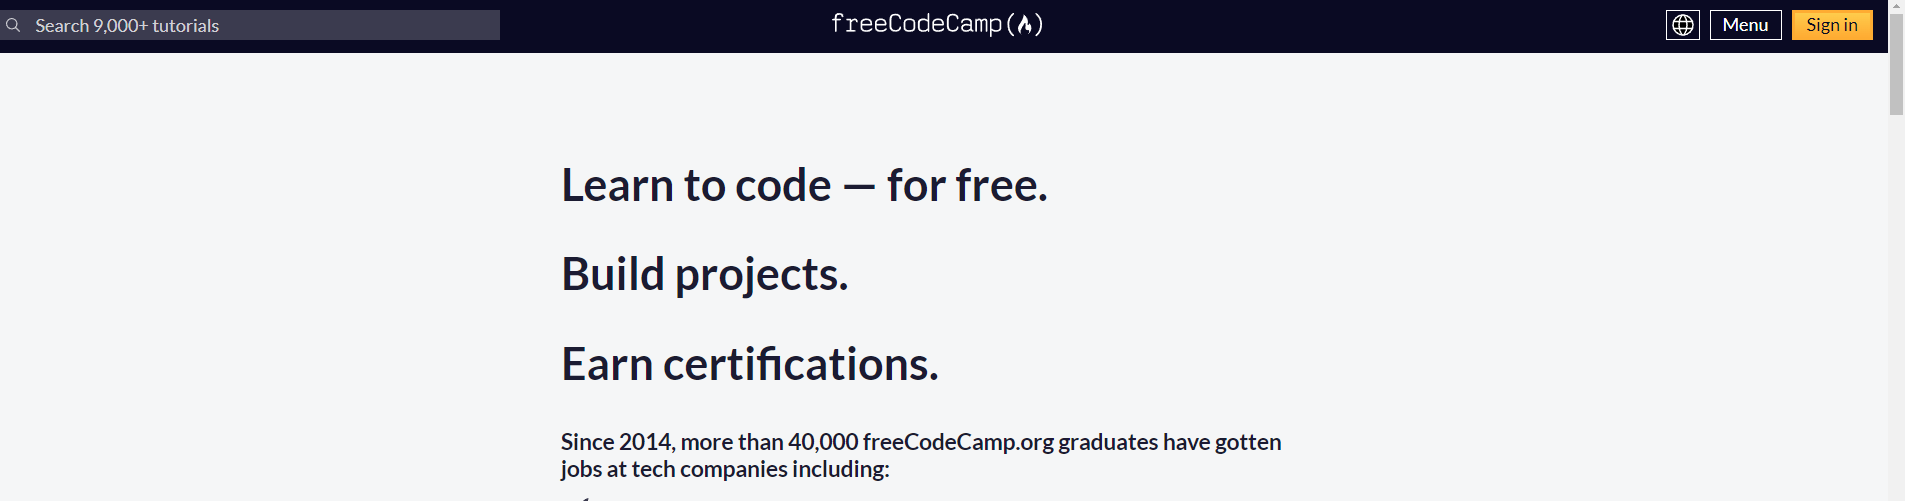 Search 9,000+ tutorials
freeCodeCamp(🔥)
Menu
Sign in
Learn to code — for free.
Build projects.
Earn certifications.
Since 2014, more than 40,000 freeCodeCamp.org graduates have gotten
jobs at tech companies including: